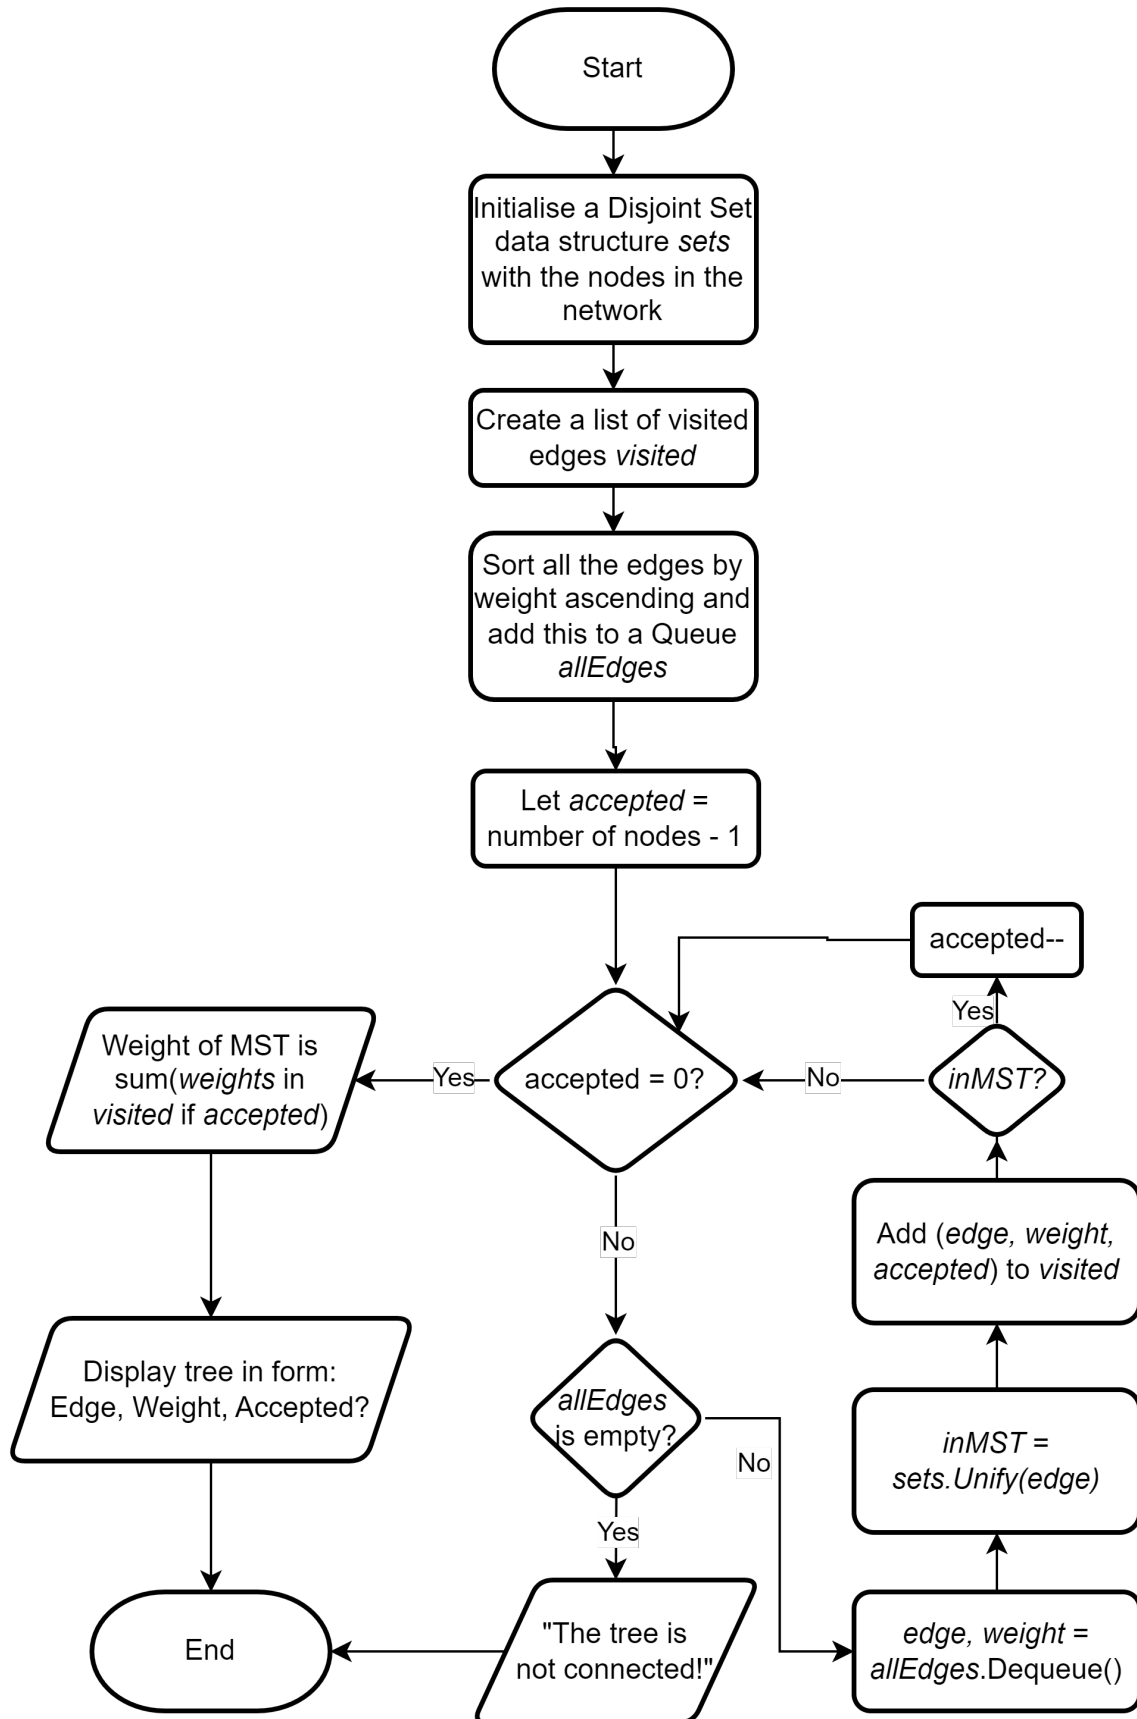 Start
Initialise a Disjoint Set
data structure sets
with the nodes in the
network
Create a list of visited
edges visited
Sort all the edges by
weight ascending and
add this to a Queue
allEdges
Let accepted =
number of nodes - 1
accepted--
Yes
inMST?
No
accepted = 0?
Yes
Weight of MST is
sum(weights in
visited if accepted)
No
Add (edge, weight,
accepted) to visited
Display tree in form:
Edge, Weight, Accepted?
allEdges
is empty?
No
inMST =
sets.Unify(edge)
Yes
"The tree is
not connected!"
edge, weight =
allEdges.Dequeue()
End